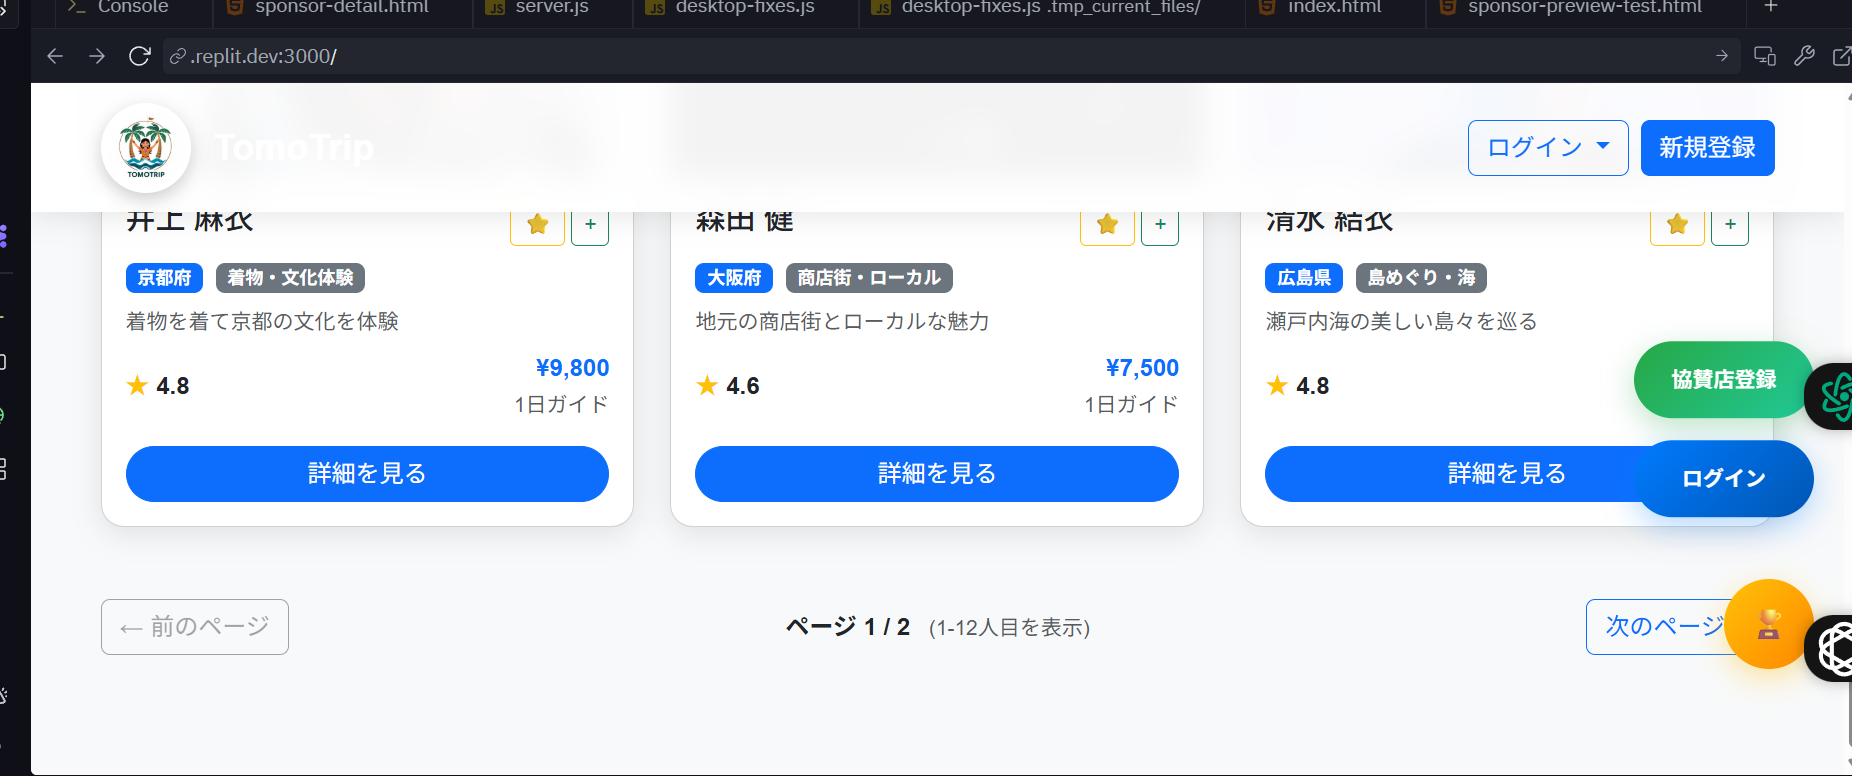 Console
sponsor-detail.html
server.js
desktop-fixes.js
desktop-fixes.js .tmp_current_files/
index.html
sponsor-preview-test.html
.replit.dev:3000/
TOMOTRIP
TomoTrip
ログイン
新規登録
井上 麻衣
+
京都府 着物・文化体験
着物を着て京都の文化を体験
4.8
¥9,800
1日ガイド
詳細を見る
森田 健
+
大阪府 商店街・ローカル
地元の商店街とローカルな魅力
4.6
¥7,500
1日ガイド
詳細を見る
清水 結衣
+
広島県 島めぐり・海
瀬戸内海の美しい島々を巡る
4.8
詳細を見る
協賛店登録
ログイン
← 前のページ
ページ 1 / 2 (1-12人目を表示)
次のページ